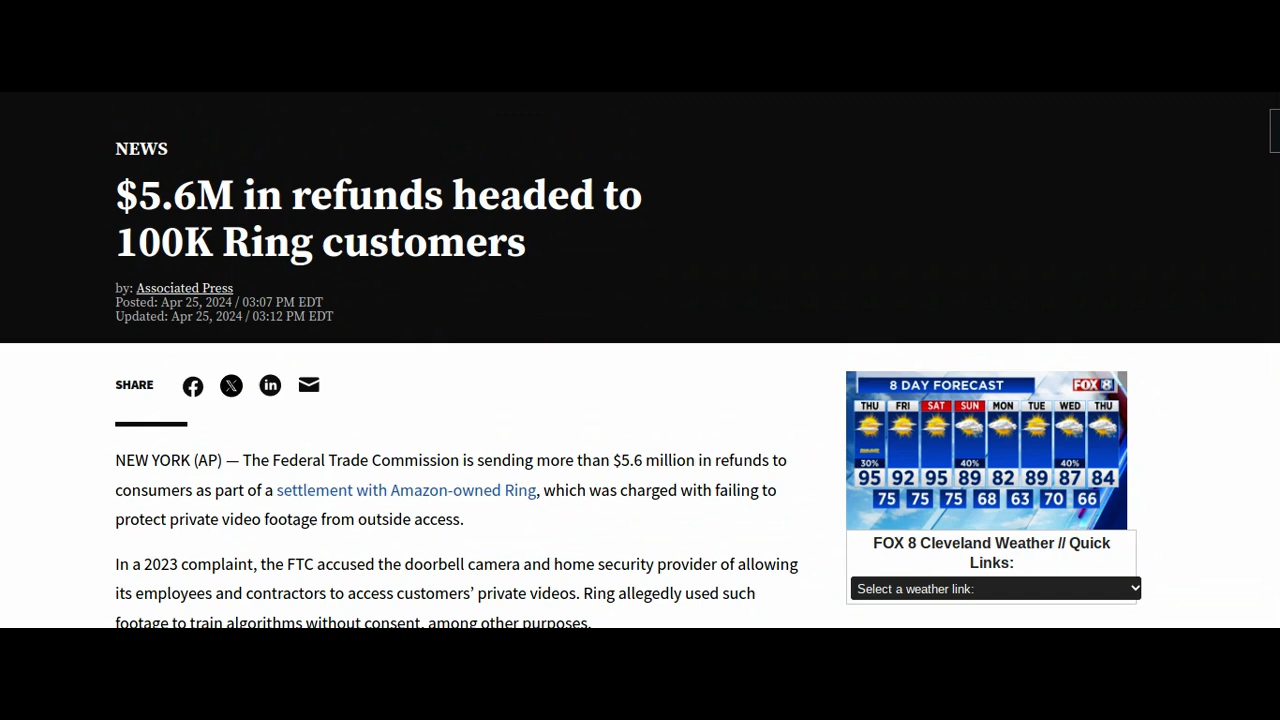 NEWS
$5.6M in refunds headed to
100K Ring customers
by: Associated Press
Posted: Apr 25, 2024 / 03:07 PM EDT
Updated: Apr 25, 2024 / 03:12 PM EDT
SHARE
NEW YORK (AP) — The Federal Trade Commission is sending more than $5.6 million in refunds to
consumers as part of a settlement with Amazon-owned Ring, which was charged with failing to
protect private video footage from outside access.
In a 2023 complaint, the FTC accused the doorbell camera and home security provider of allowing
its employees and contractors to access customers’ private videos. Ring allegedly used such
footage to train algorithms without consent, among other purposes.
8 DAY FORECAST
FOX 8
THU FRI SAT SUN MON TUE WED THU
30% 40% 40%
95 92 95 89 82 89 87 84
75 75 75 68 63 70 66
FOX 8 Cleveland Weather // Quick
Links:
Select a weather link: